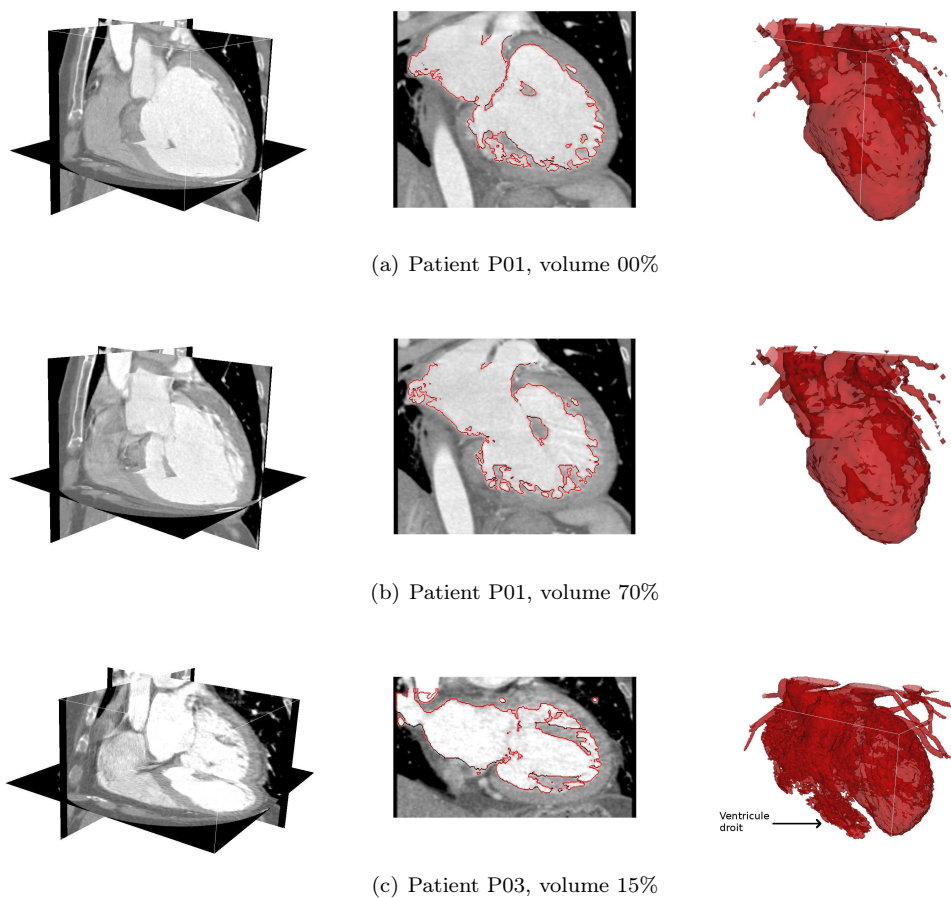 (a) Patient P01, volume 00%
(b) Patient P01, volume 70%
Ventricule
droit
(c) Patient P03, volume 15%